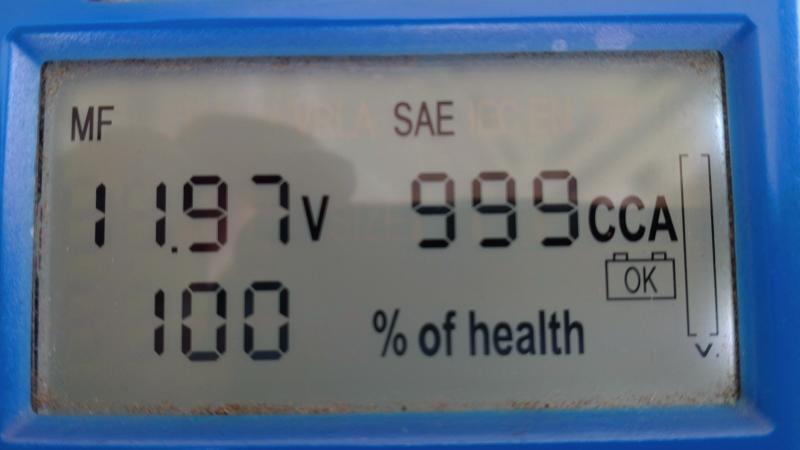 MF SAE
11.97V 999CCA
OK
100 % of health